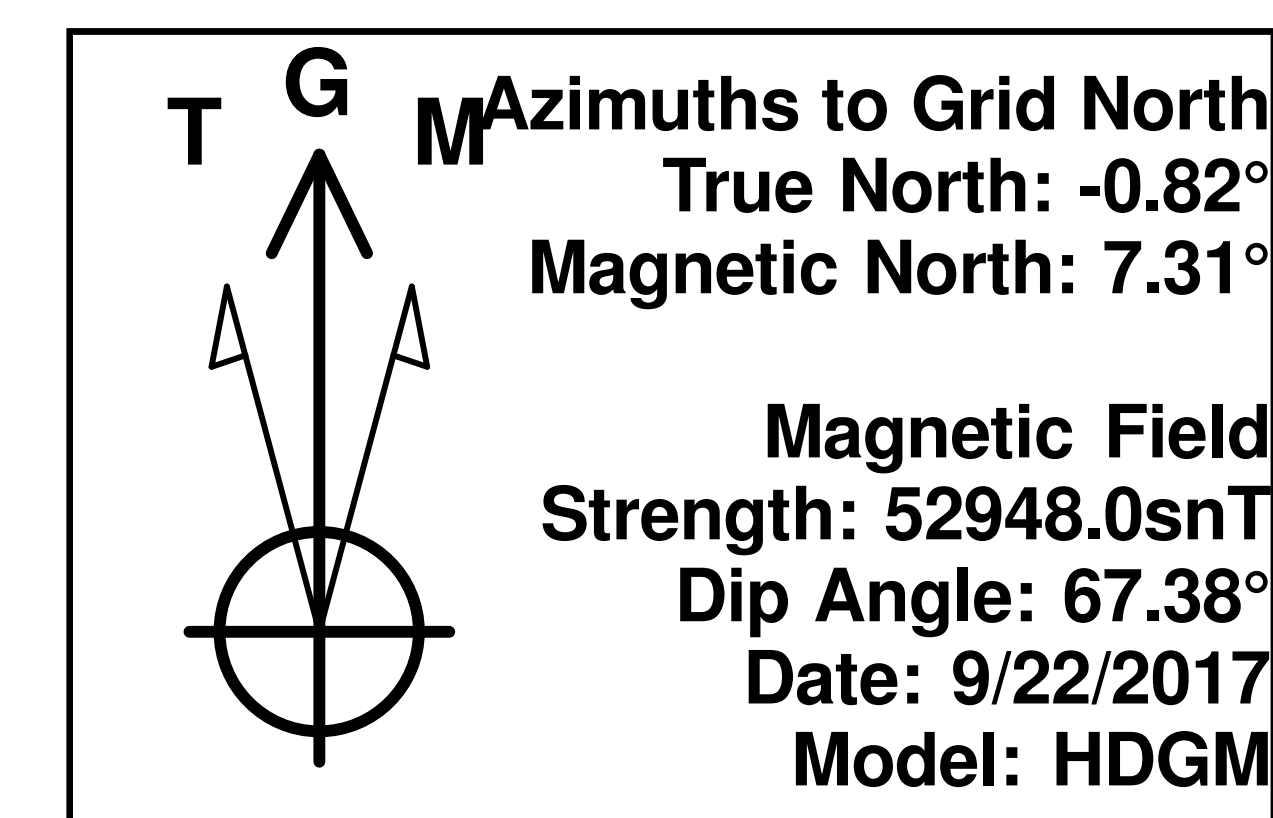 T G M
Azimuths to Grid North
True North: -0.82°
Magnetic North: 7.31°
Magnetic Field
Strength: 52948.0snT
Dip Angle: 67.38°
Date: 9/22/2017
Model: HDGM